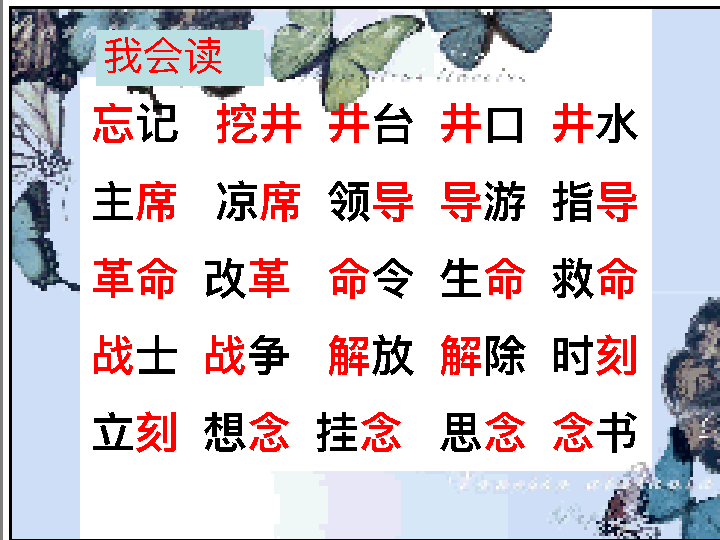 我会读
忘记 挖井 井台 井口 井水
主席 凉席 领导 导游 指导
革命 改革 命令 生命 救命
战士 战争 解放 解除 时刻
立刻 想念 挂念 思念 念书